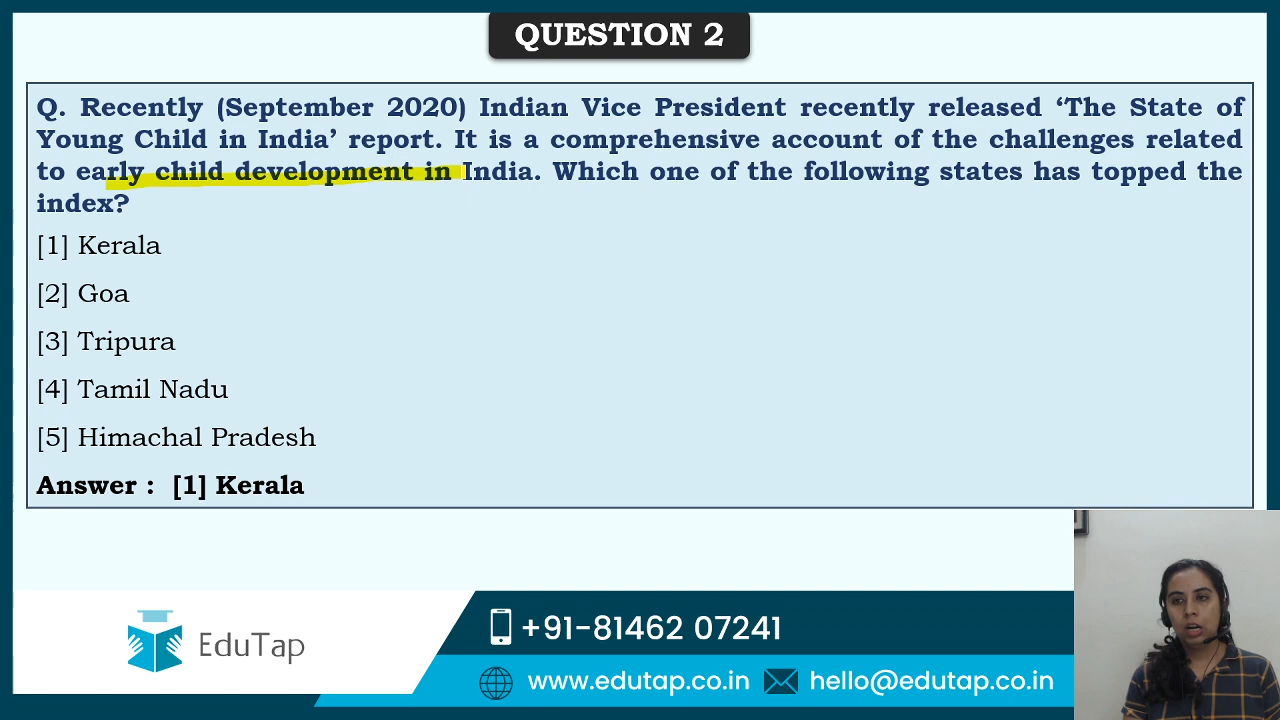 QUESTION 2
Q. Recently (September 2020) Indian Vice President recently released ‘The State of
Young Child in India’ report. It is a comprehensive account of the challenges related
to early child development in India. Which one of the following states has topped the
index?
[1] Kerala
[2] Goa
[3] Tripura
[4] Tamil Nadu
[5] Himachal Pradesh
Answer : [1] Kerala
EduTap
+91-81462 07241
www.edutap.co.in
hello@edutap.co.in